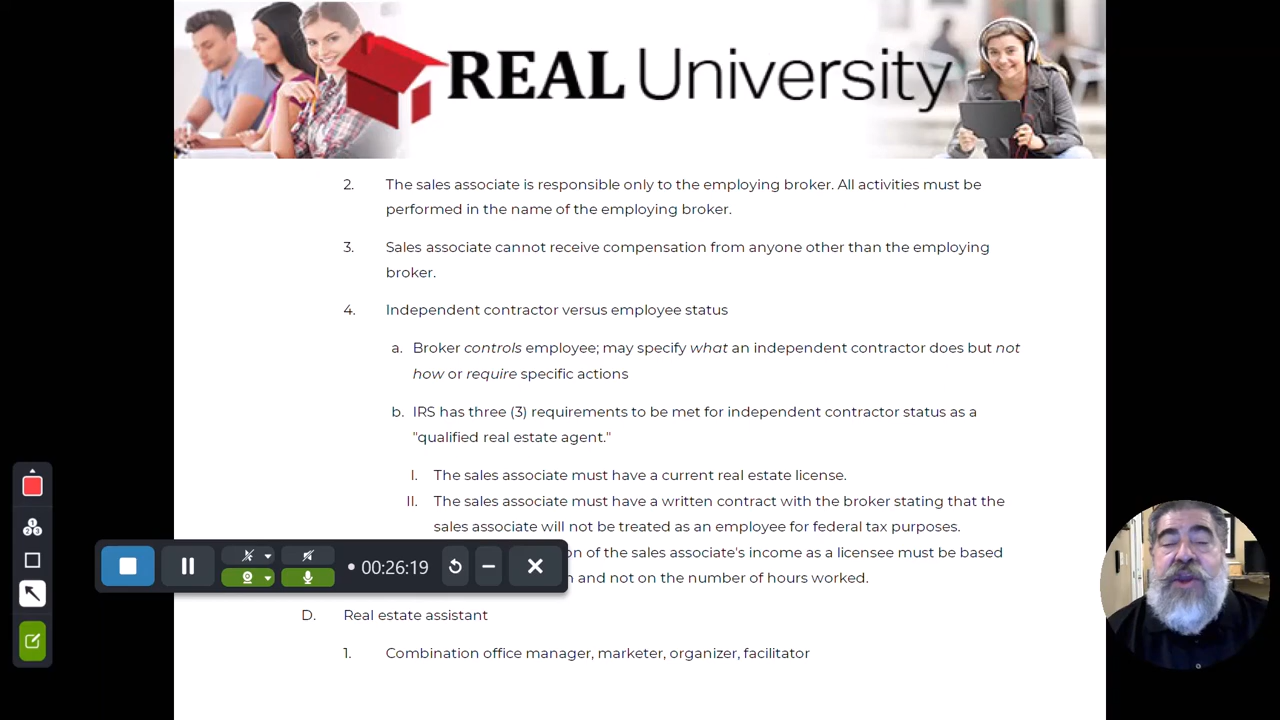 REAL University
2. The sales associate is responsible only to the employing broker. All activities must be
performed in the name of the employing broker.
3. Sales associate cannot receive compensation from anyone other than the employing
broker.
4. Independent contractor versus employee status
a. Broker controls employee; may specify what an independent contractor does but not
how or require specific actions
b. IRS has three (3) requirements to be met for independent contractor status as a
"qualified real estate agent."
I. The sales associate must have a current real estate license.
II. The sales associate must have a written contract with the broker stating that the
sales associate will not be treated as an employee for federal tax purposes.
of the sales associate's income as a licensee must be based
and not on the number of hours worked.
00:26:19
D. Real estate assistant
1. Combination office manager, marketer, organizer, facilitator